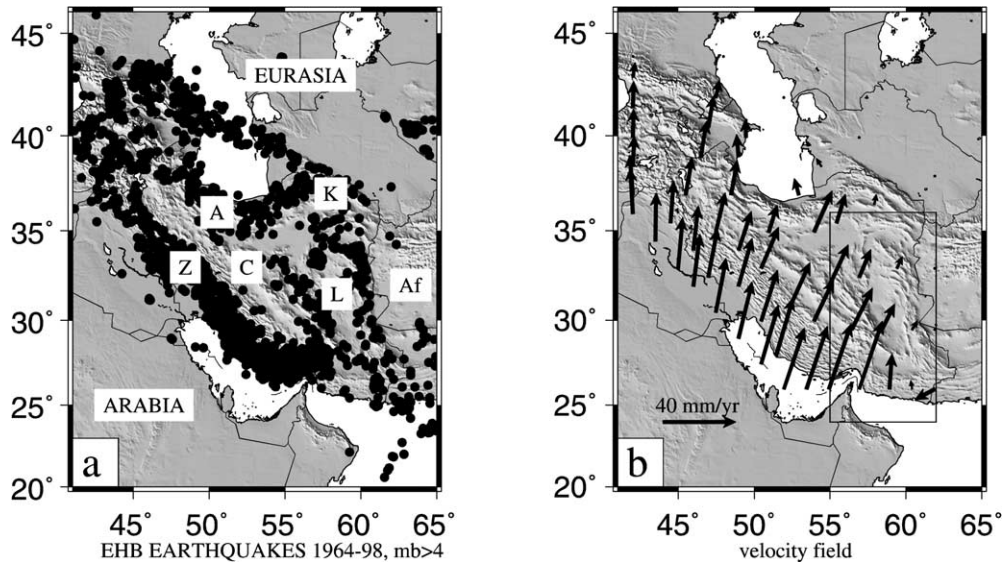 45˚
40˚
35˚
30˚
25˚
20˚
EURASIA
K
A
Z
C
L
Af
ARABIA
a
45˚ 50˚ 55˚ 60˚ 65˚
EHB EARTHQUAKES 1964-98, mb>4
45˚
40˚
35˚
30˚
25˚
20˚
40 mm/yr
b
45˚ 50˚ 55˚ 60˚ 65˚
velocity field